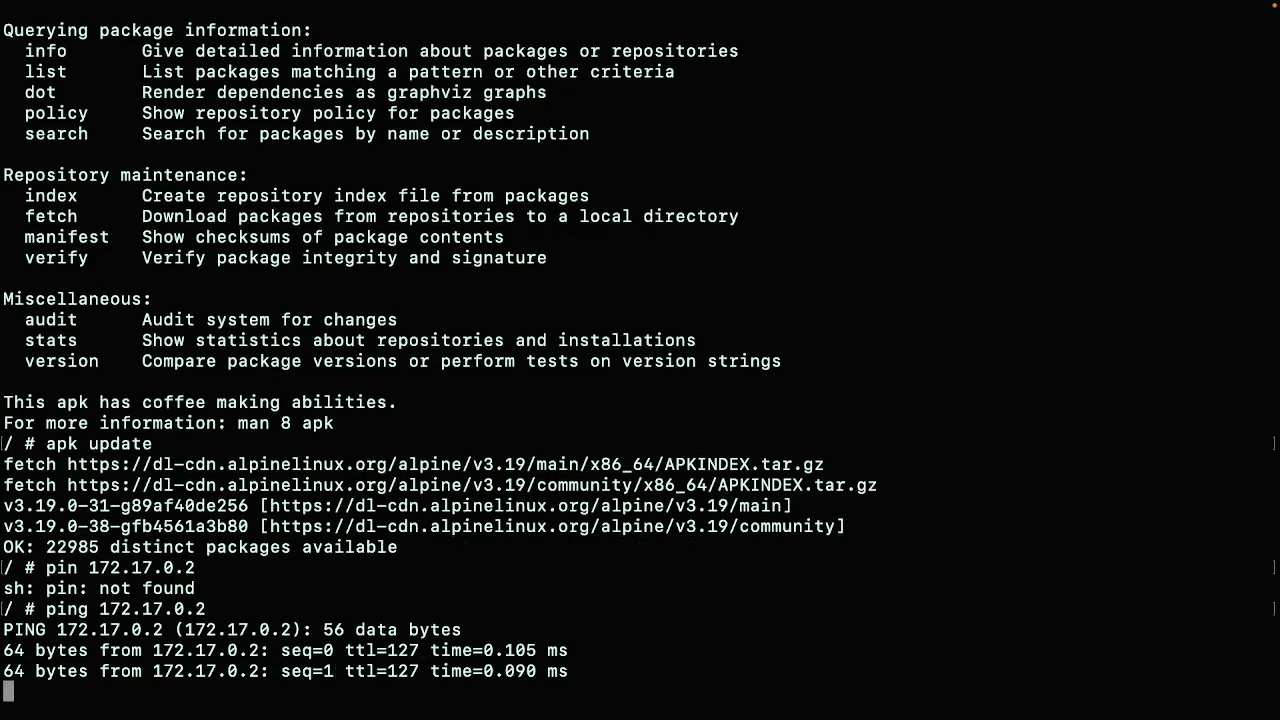 Querying package information:
  info       Give detailed information about packages or repositories
  list       List packages matching a pattern or other criteria
  dot        Render dependencies as graphviz graphs
  policy     Show repository policy for packages
  search     Search for packages by name or description

Repository maintenance:
  index      Create repository index file from packages
  fetch      Download packages from repositories to a local directory
  manifest   Show checksums of package contents
  verify     Verify package integrity and signature

Miscellaneous:
  audit      Audit system for changes
  stats      Show statistics about repositories and installations
  version    Compare package versions or perform tests on version strings

This apk has coffee making abilities.
For more information: man 8 apk
/ # apk update
fetch https://dl-cdn.alpinelinux.org/alpine/v3.19/main/x86_64/APKINDEX.tar.gz
fetch https://dl-cdn.alpinelinux.org/alpine/v3.19/community/x86_64/APKINDEX.tar.gz
v3.19.0-31-g89af40de256 [https://dl-cdn.alpinelinux.org/alpine/v3.19/main]
v3.19.0-38-gfb4561a3b80 [https://dl-cdn.alpinelinux.org/alpine/v3.19/community]
OK: 22985 distinct packages available
/ # pin 172.17.0.2
sh: pin: not found
/ # ping 172.17.0.2
PING 172.17.0.2 (172.17.0.2): 56 data bytes
64 bytes from 172.17.0.2: seq=0 ttl=127 time=0.105 ms
64 bytes from 172.17.0.2: seq=1 ttl=127 time=0.090 ms